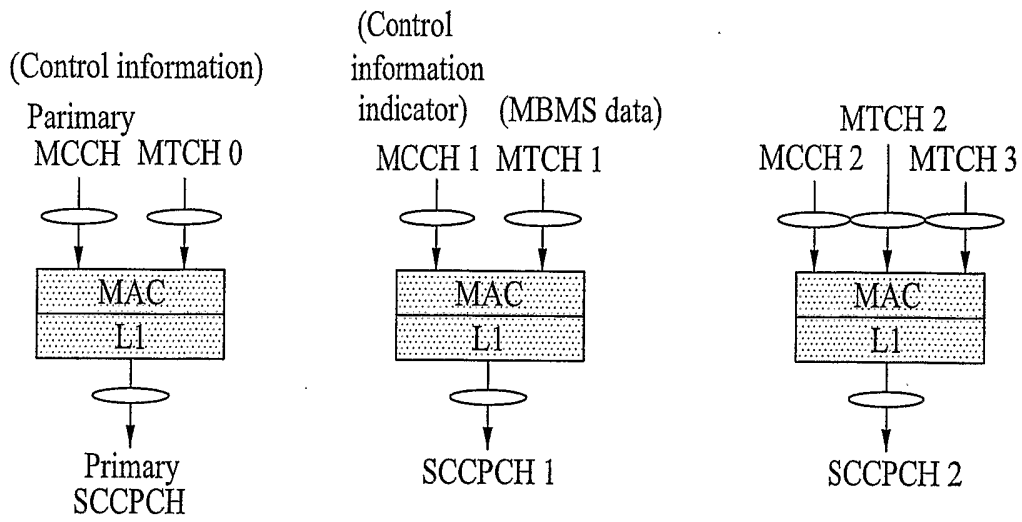 (Control information)
Parimary
MCCH MTCH 0
MAC
L1
Primary
SCCPCH
(Control
information
indicator) (MBMS data)
MCCH 1 MTCH 1
MAC
L1
SCCPCH 1
MTCH 2
MCCH 2 MTCH 3
MAC
L1
SCCPCH 2